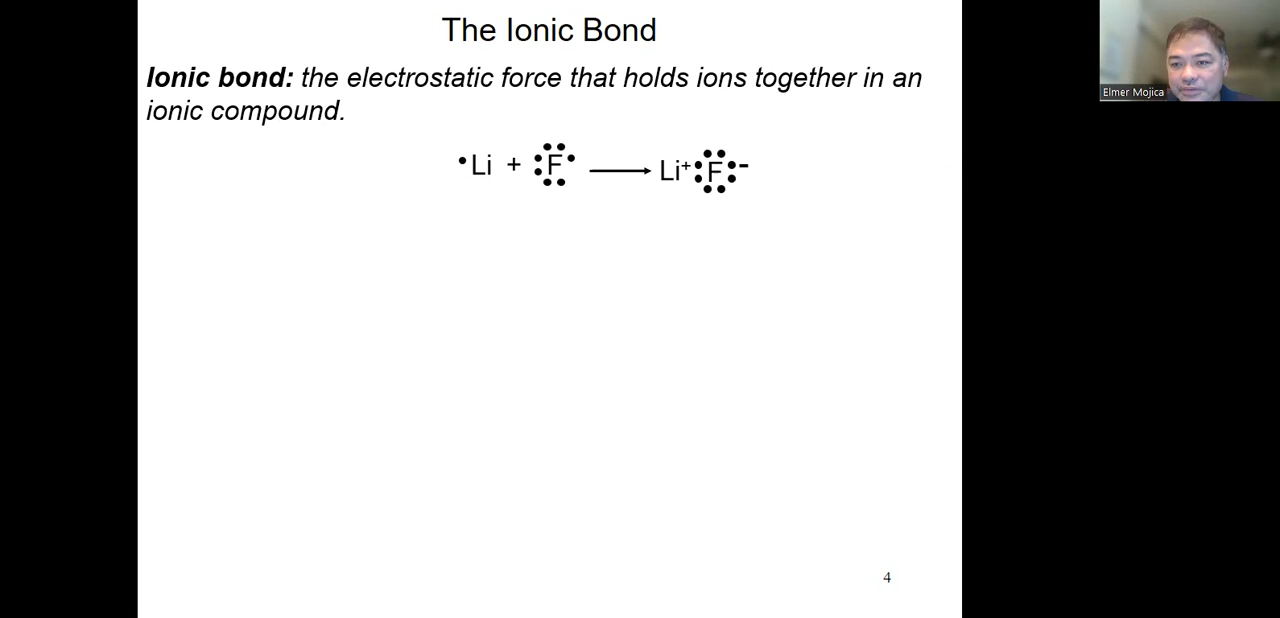 The Ionic Bond
Ionic bond: the electrostatic force that holds ions together in an
ionic compound.
•Li + :F• ⟶ Li⁺:F:⁻
4
Elmer Mojica